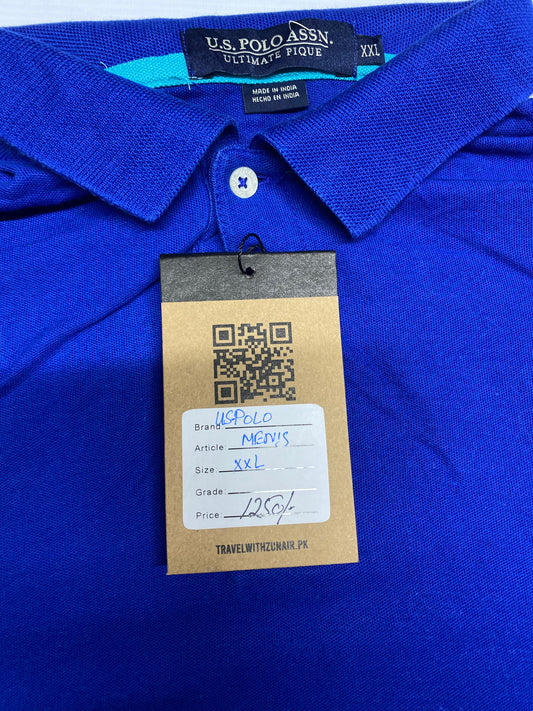 U.S. POLO ASSN.
ULTIMATE PIQUE
XXL
MADE IN INDIA
HECHO EN INDIA
Brand: USPOLO
Article: MEN'S
Size: XXL
Grade:
Price: 1250/-
TRAVELWITHZUNAIR.PK